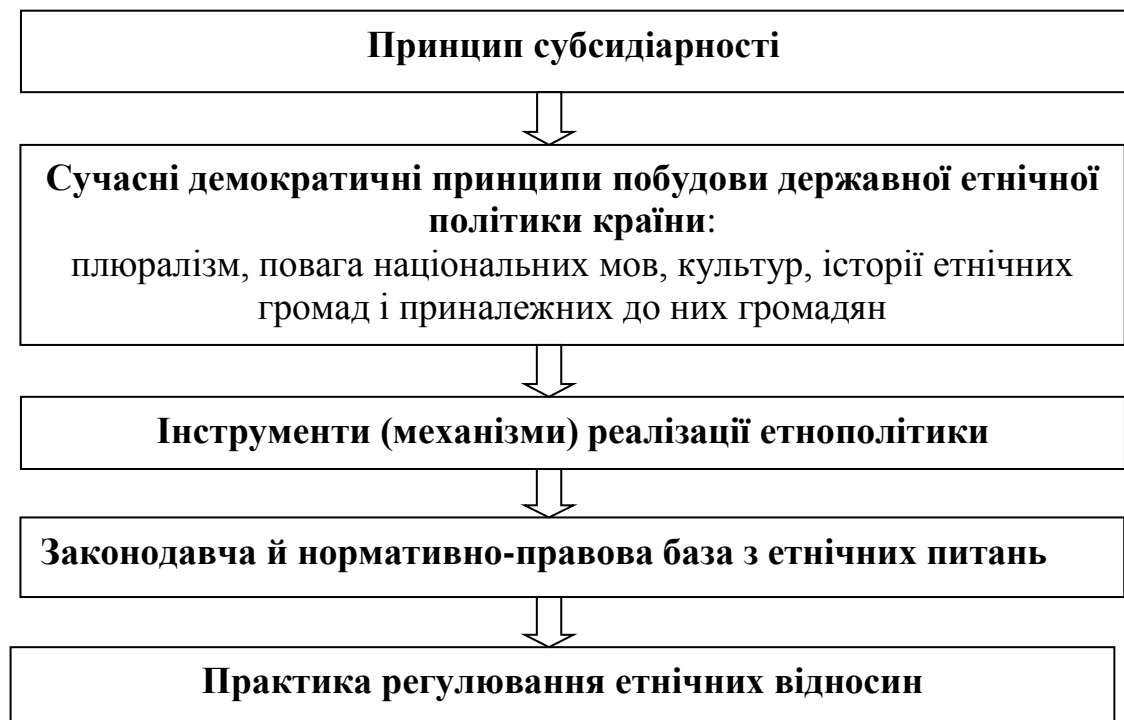 Принцип субсидіарності
Сучасні демократичні принципи побудови державної етнічної
політики країни:
плюралізм, повага національних мов, культур, історії етнічних
громад і приналежних до них громадян
Інструменти (механізми) реалізації етнополітики
Законодавча й нормативно-правова база з етнічних питань
Практика регулювання етнічних відносин